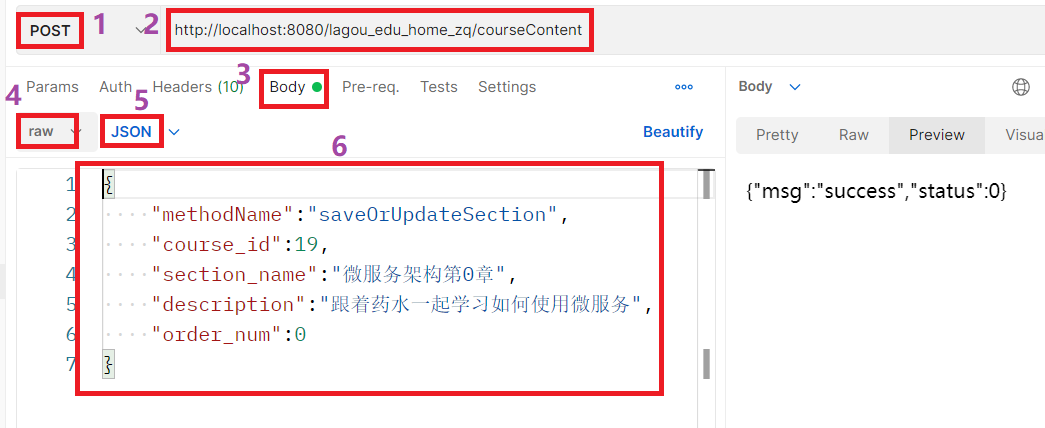 POST 1 2 http://localhost:8080/lagou_edu_home_zq/courseContent
Params Auth Headers (10) 3 Body Pre-req. Tests Settings
4 raw 5 JSON Beautify
6
1 {
2 "methodName":"saveOrUpdateSection",
3 "course_id":19,
4 "section_name":"微服务架构第0章",
5 "description":"跟着药水一起学习如何使用微服务",
6 "order_num":0
7 }
Body
Pretty Raw Preview Visua
{"msg":"success","status":0}